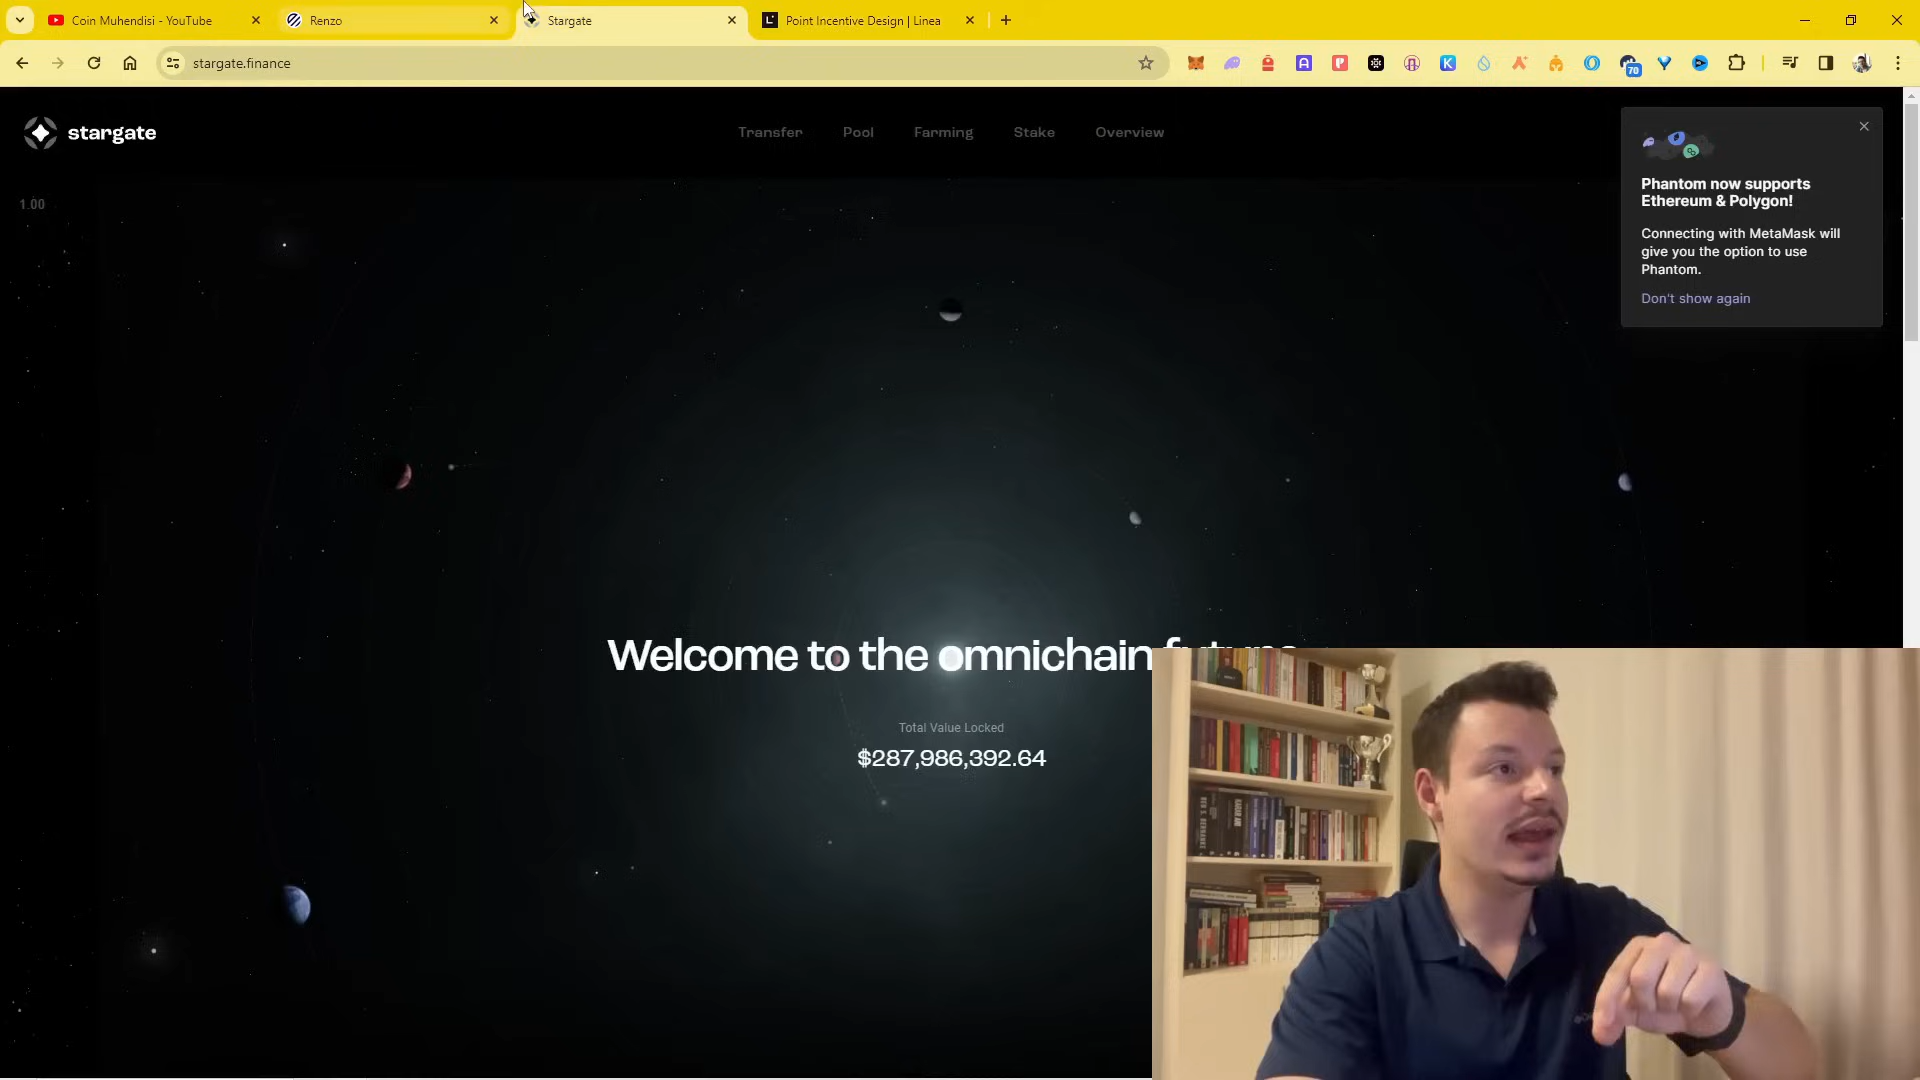 Coin Muhendisi - YouTube
Renzo
Stargate
Point Incentive Design | Linea
stargate.finance
70
stargate
Transfer
Pool
Farming
Stake
Overview
1.00
Phantom now supports
Ethereum & Polygon!
Connecting with MetaMask will
give you the option to use
Phantom.
Don't show again
Welcome to the omnichain future
Total Value Locked
$287,986,392.64